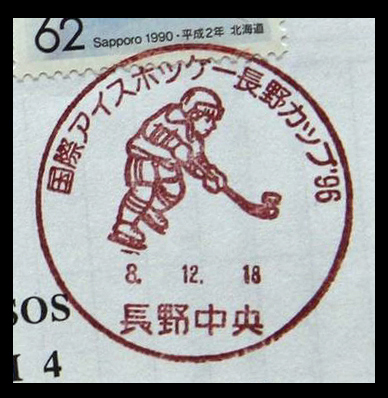 62 Sapporo 1990・平成2年 北海道
国際アイスホッケー長野カップ'96
8. 12. 18
長野中央
SOS
4